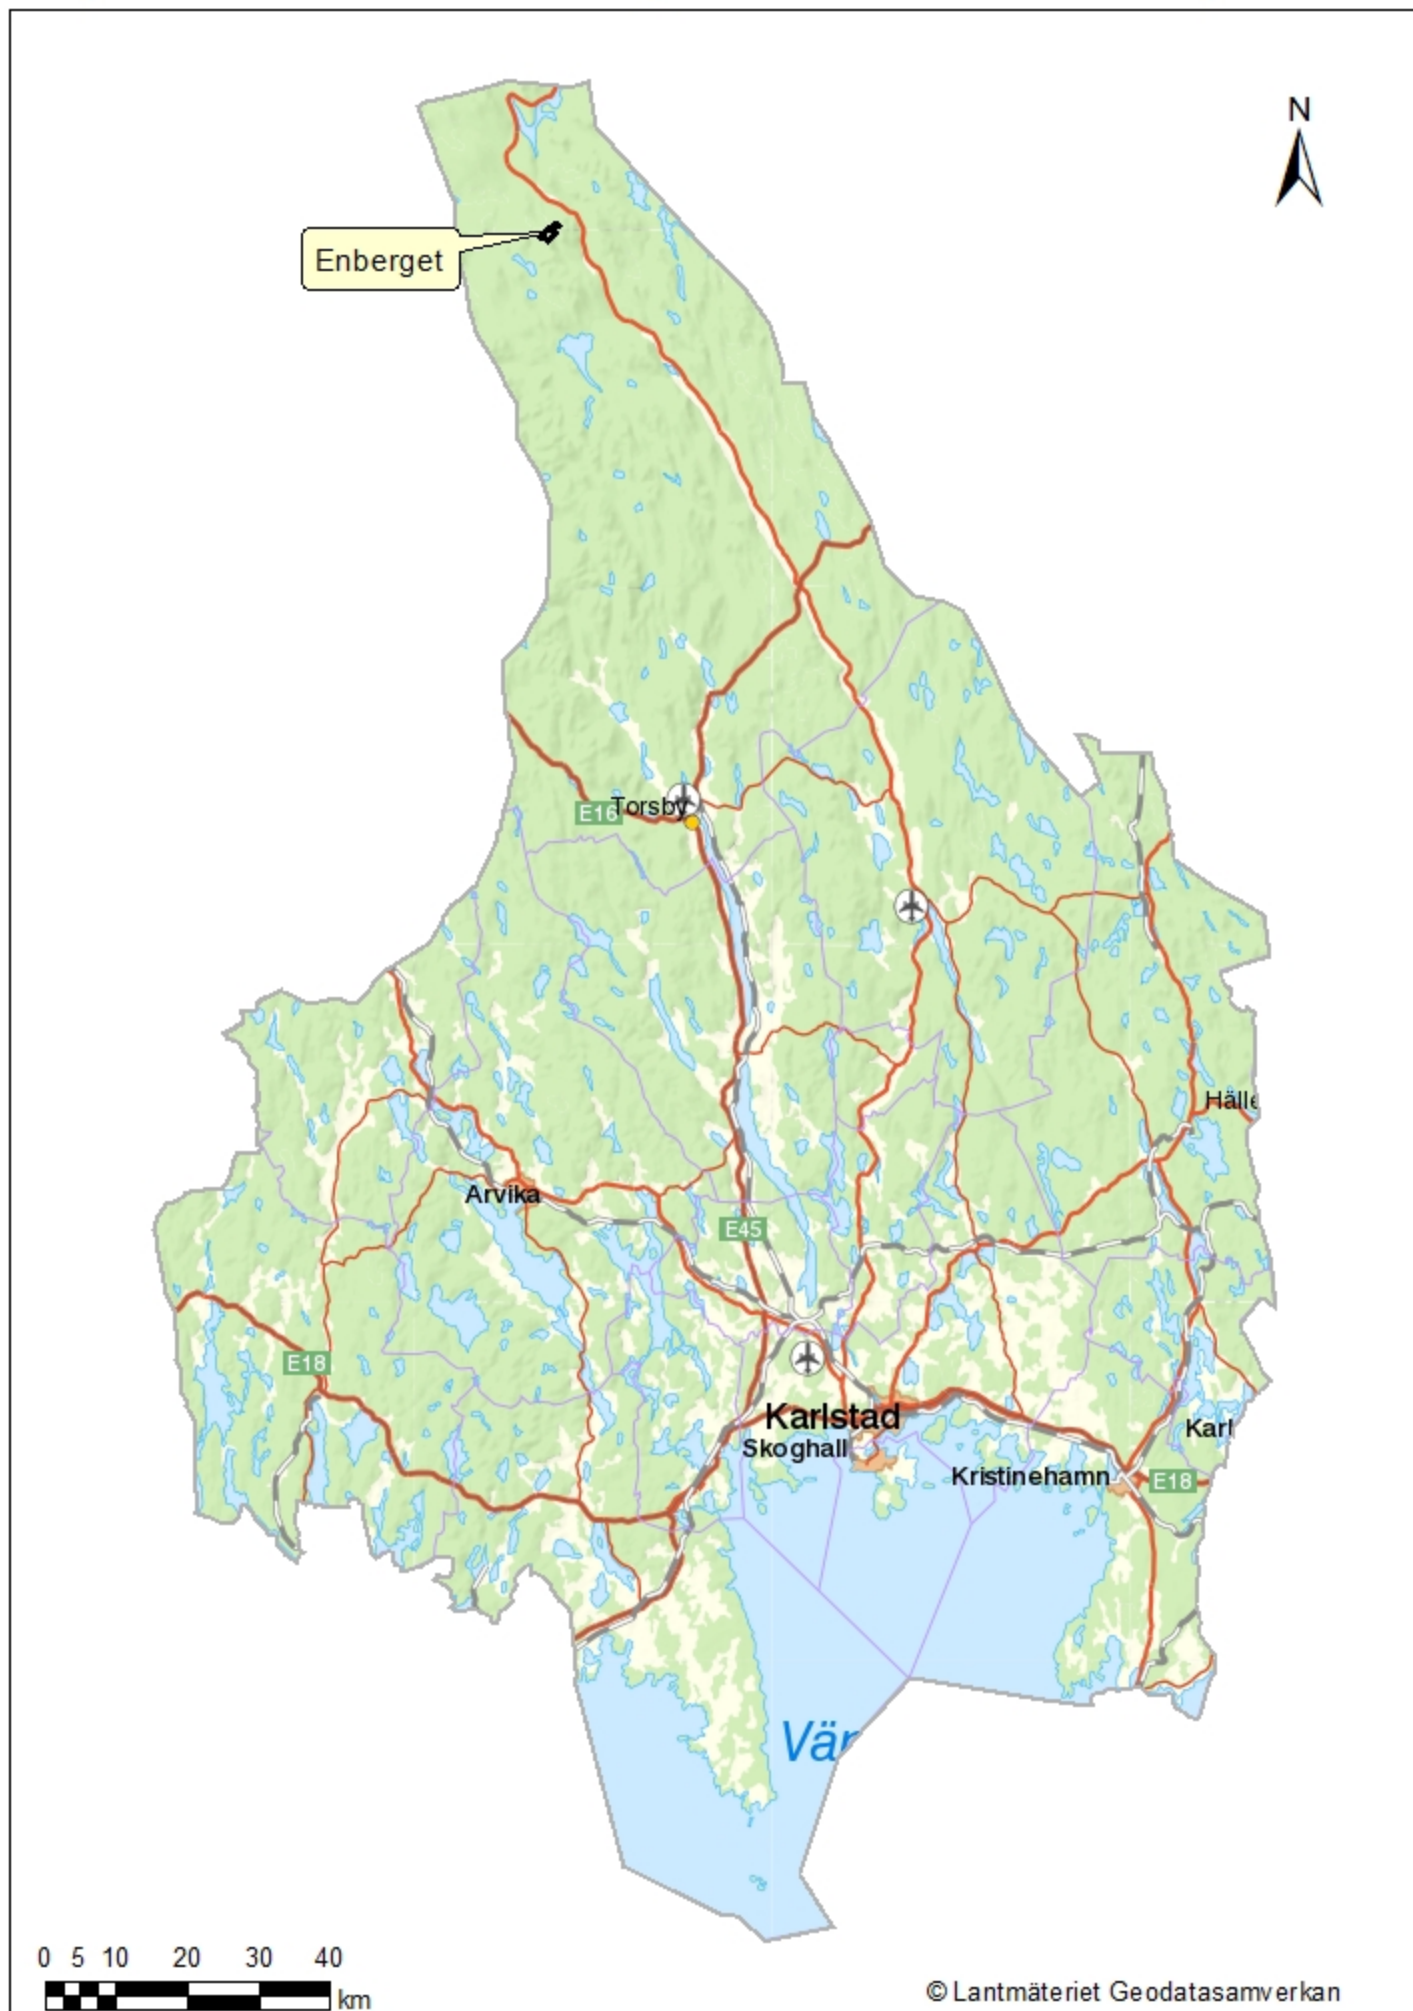 N
Enberget
E16
Torsby
Hälle
Arvika
E45
E18
Karlstad
Karl
Skoghall
Kristinehamn
E18
Vän
0 5 10 20 30 40
km
© Lantmäteriet Geodatasamverkan